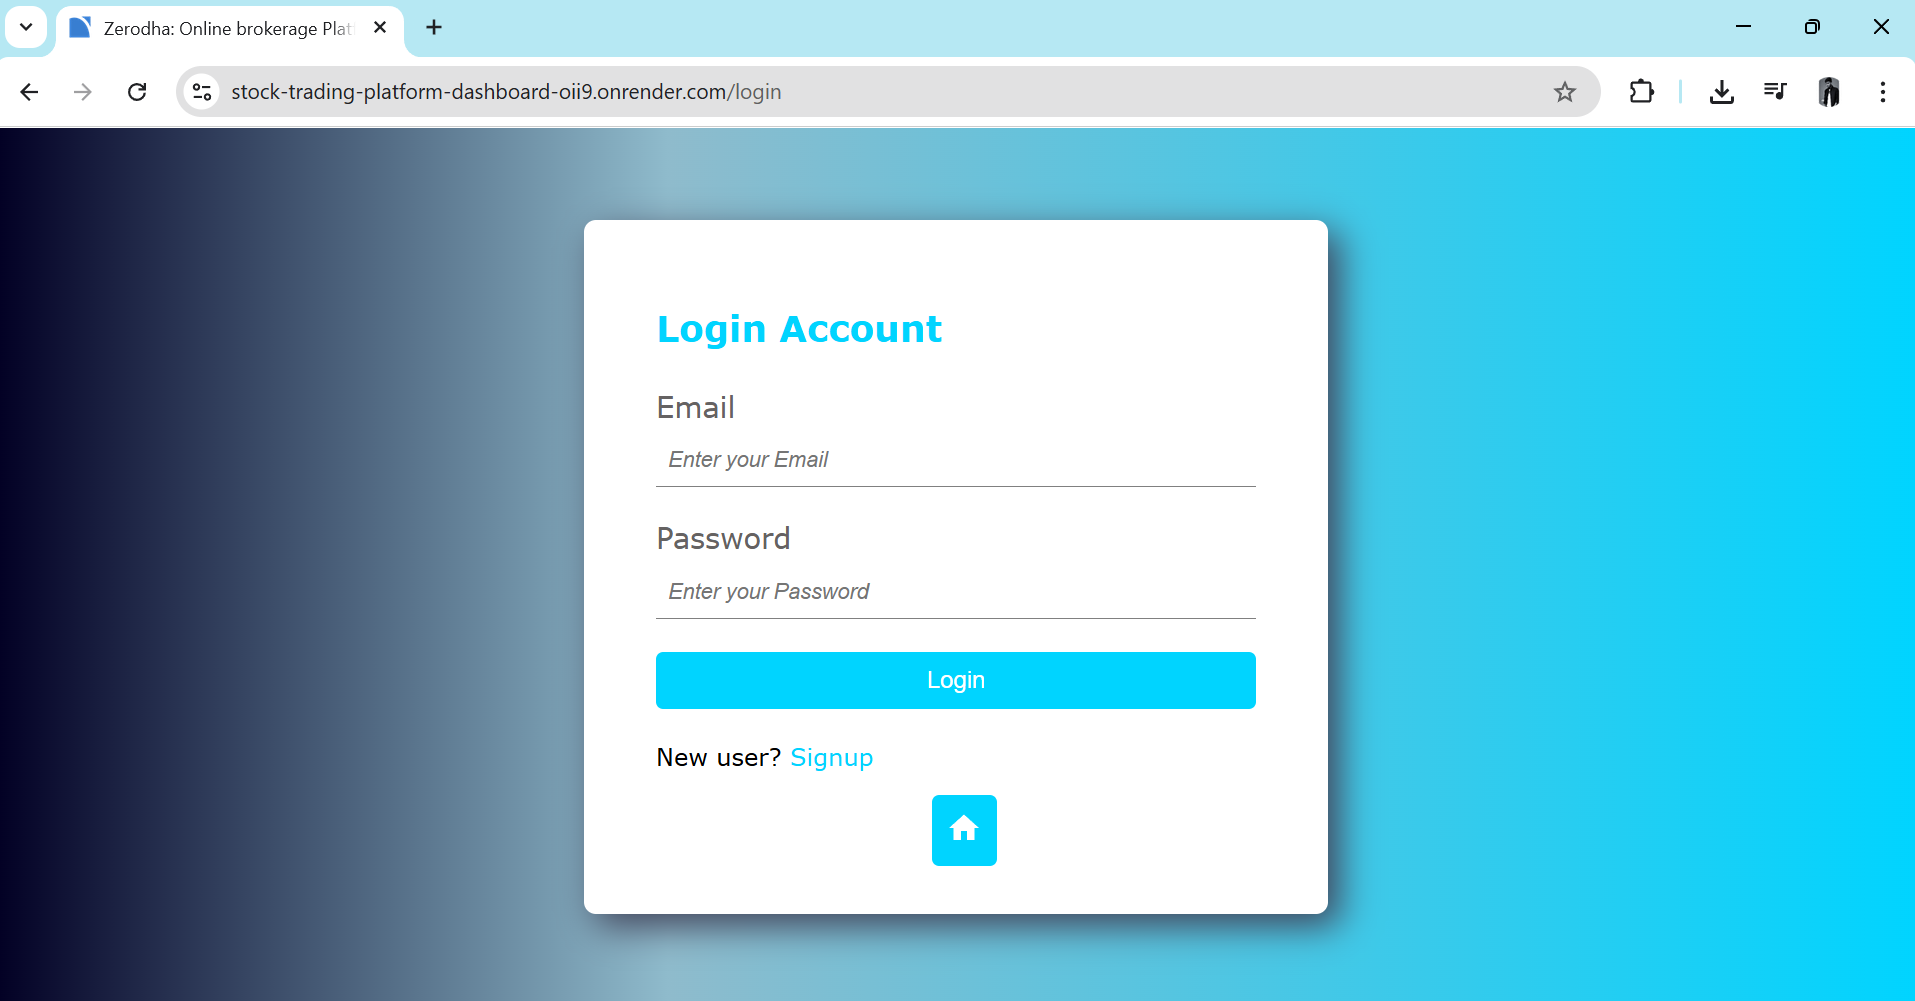 Zerodha: Online brokerage Plat
stock-trading-platform-dashboard-oii9.onrender.com/login
Login Account
Email
Enter your Email
Password
Enter your Password
Login
New user? Signup